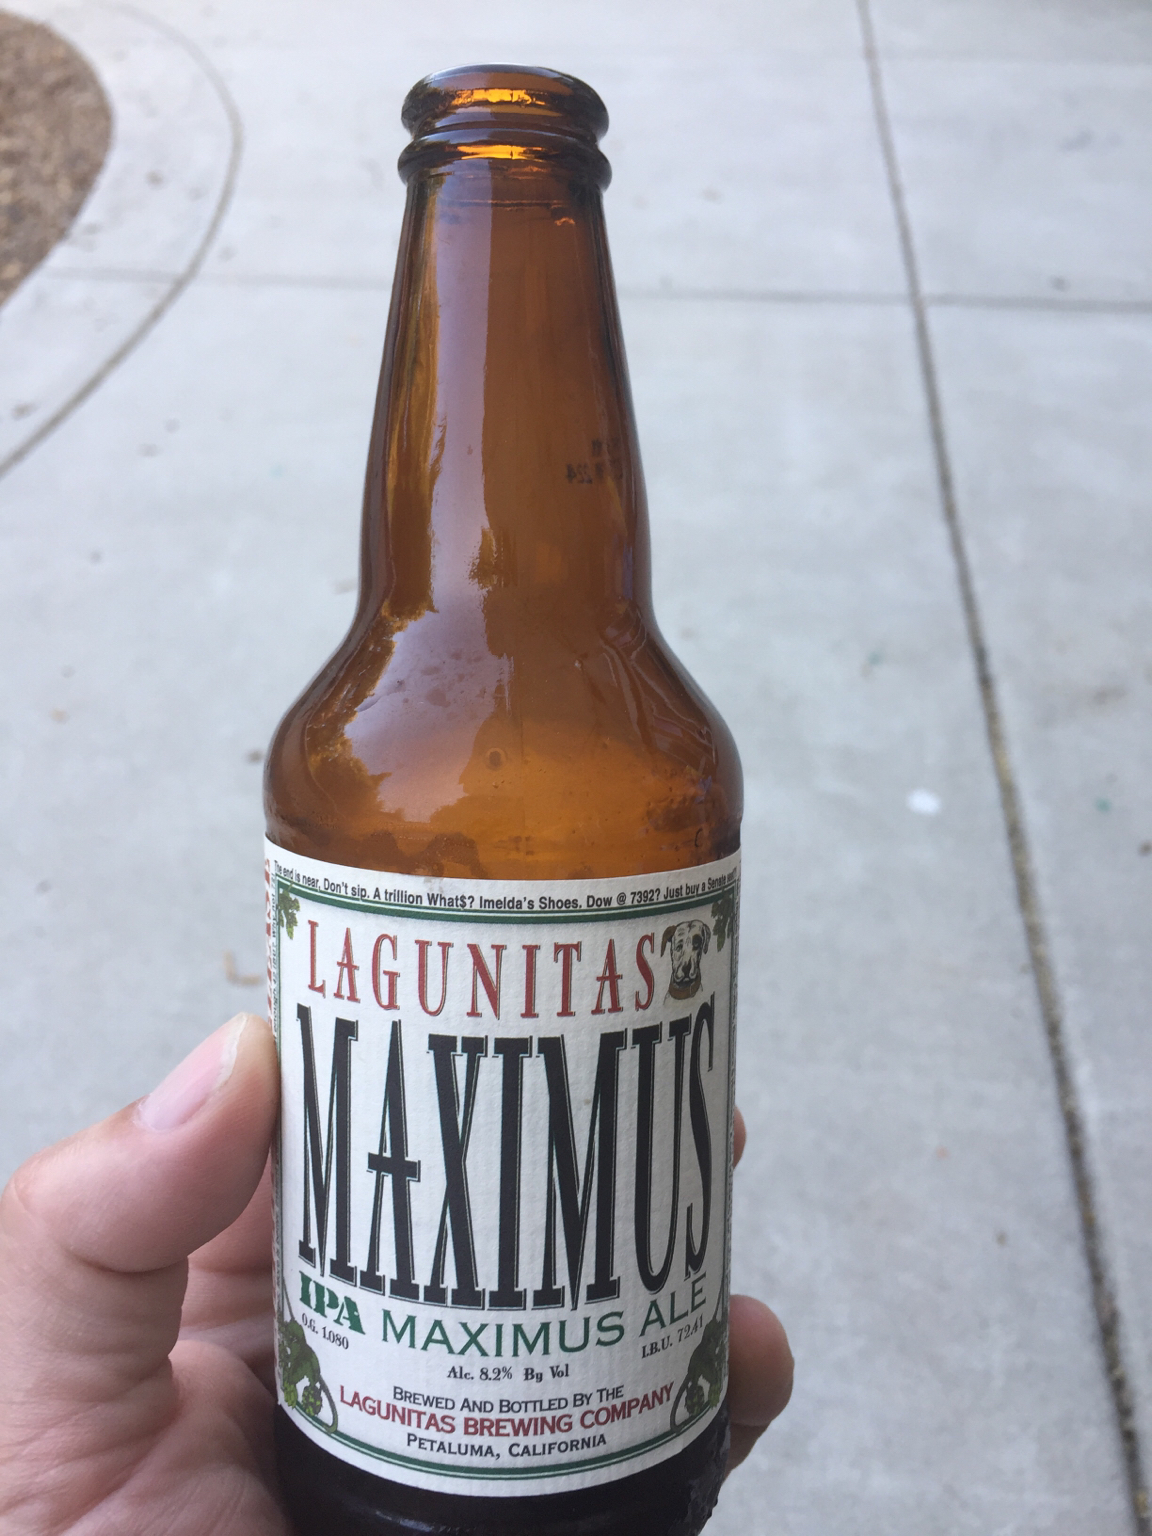 The end is near. Don't sip. A trillion What$? Imelda's Shoes. Dow @ 7392? Just buy a Senate
LAGUNITAS
MAXIMUS
IPA MAXIMUS ALE
O.G. 1.080
I.B.U. 72.41
Alc. 8.2% By Vol
BREWED AND BOTTLED BY THE
LAGUNITAS BREWING COMPANY
PETALUMA, CALIFORNIA